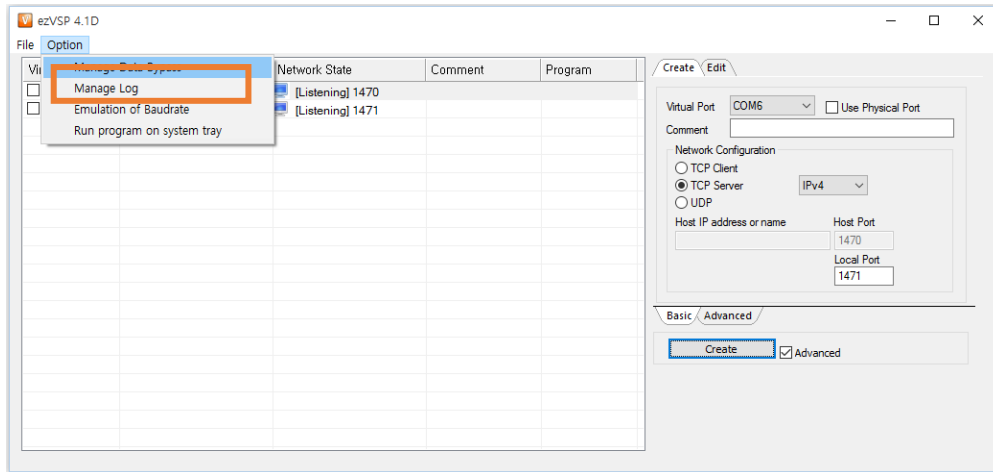 ezVSP 4.1D
File Option
Manage Data Bypass
Manage Log
Emulation of Baudrate
Run program on system tray
Network State Comment Program
[Listening] 1470
[Listening] 1471
Create Edit
Virtual Port COM6 Use Physical Port
Comment
Network Configuration
TCP Client
TCP Server IPv4
UDP
Host IP address or name Host Port
1470
Local Port
1471
Basic Advanced
Create Advanced